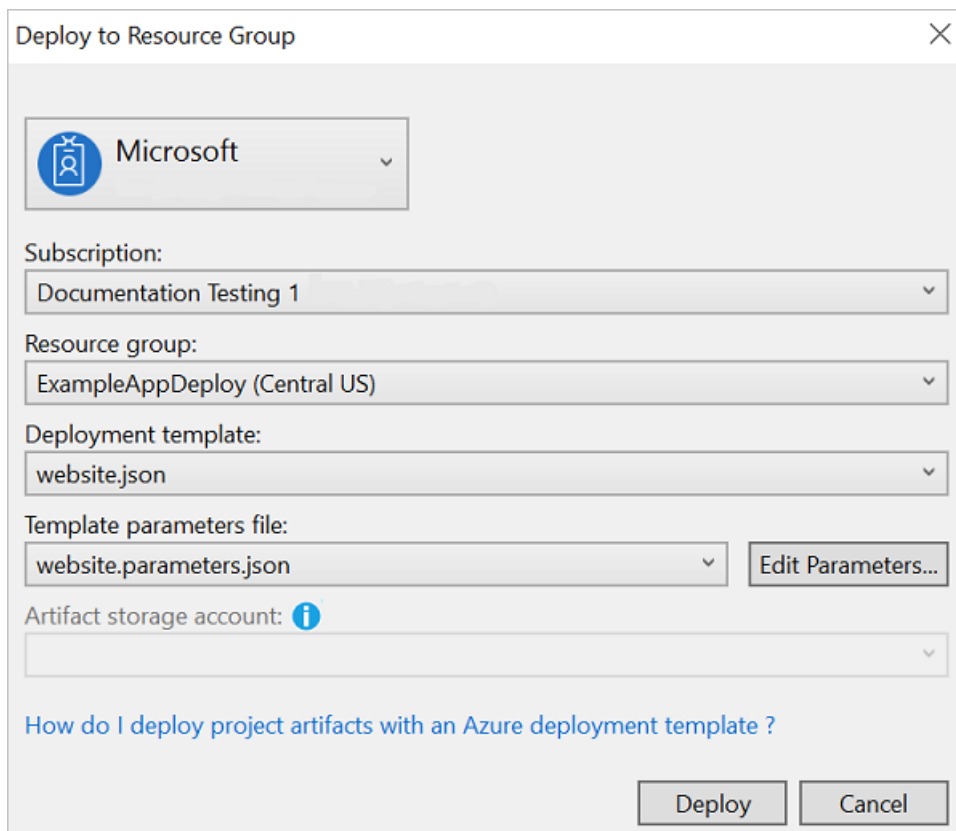 Deploy to Resource Group
Microsoft
Subscription:
Documentation Testing 1
Resource group:
ExampleAppDeploy (Central US)
Deployment template:
website.json
Template parameters file:
website.parameters.json
Edit Parameters...
Artifact storage account:
How do I deploy project artifacts with an Azure deployment template ?
Deploy
Cancel